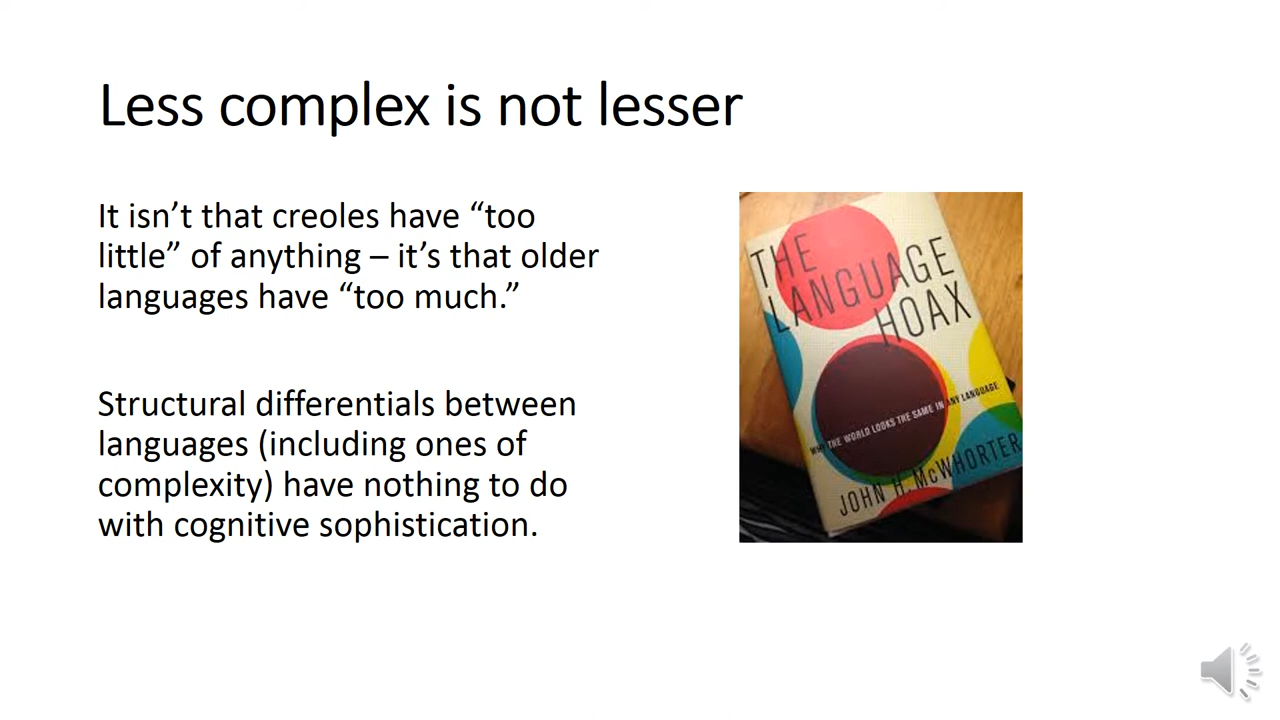 Less complex is not lesser
It isn’t that creoles have “too
little” of anything – it’s that older
languages have “too much.”
Structural differentials between
languages (including ones of
complexity) have nothing to do
with cognitive sophistication.
THE
LANGUAGE
HOAX
WHY THE WORLD LOOKS THE SAME IN ANY LANGUAGE
JOHN H. McWHORTER